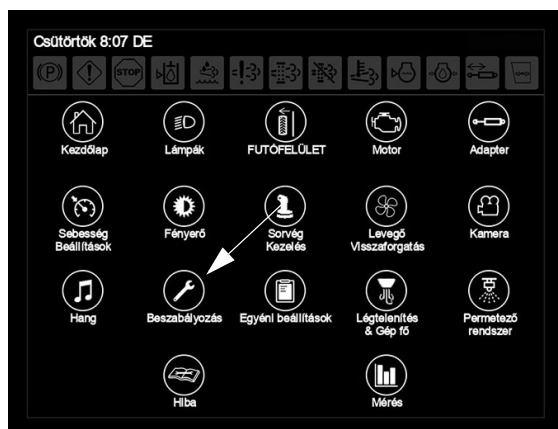 Csütörtök 8:07 DE
(P) STOP
Kezdőlap Lámpák FUTÓFELÜLET Motor Adapter
Sebesség Beállítások Fényerő Sorvég Kezelés Levegő Visszaforgatás Kamera
Hang Beszabályozás Egyéni beállítások Légtelenítés & Gép fő Permetező rendszer
Hiba Mérés